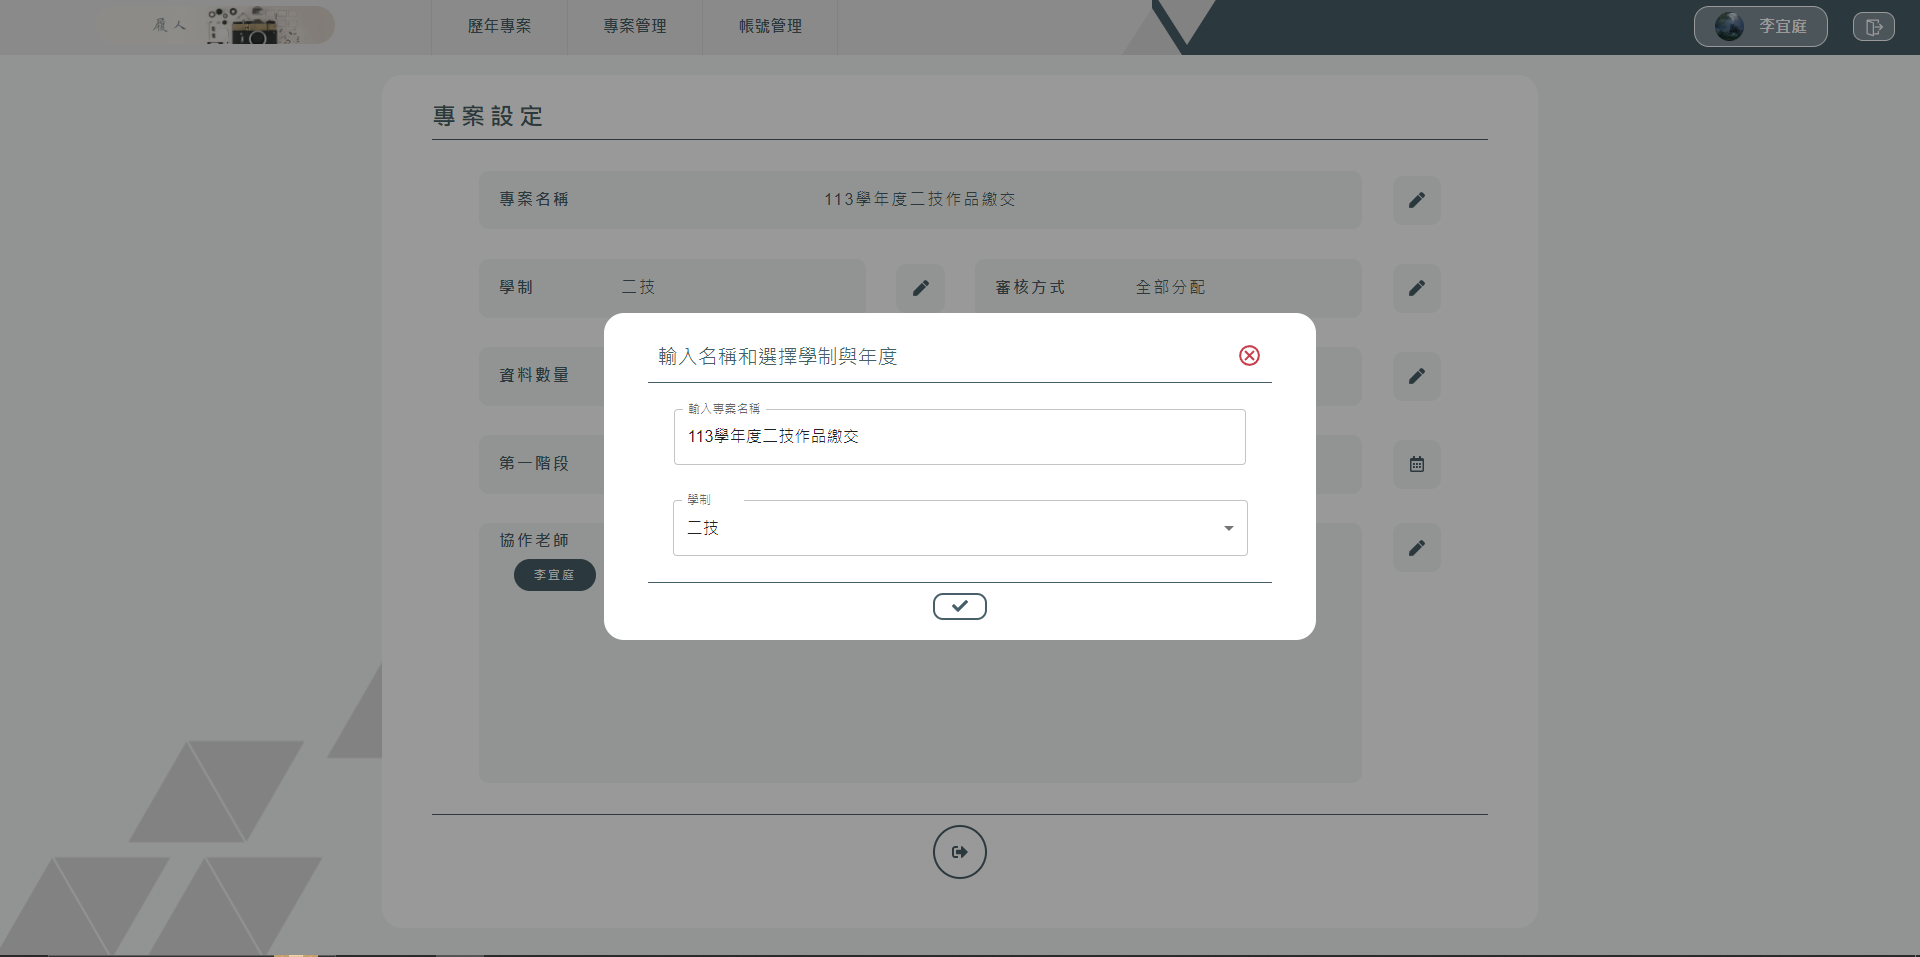 履人
歷年專案
專案管理
帳號管理
李宜庭
專案設定
專案名稱
113學年度二技作品繳交
學制
二技
審核方式
全部分配
資料數量
第一階段
協作老師
李宜庭
輸入名稱和選擇學制與年度
輸入專案名稱
113學年度二技作品繳交
學制
二技